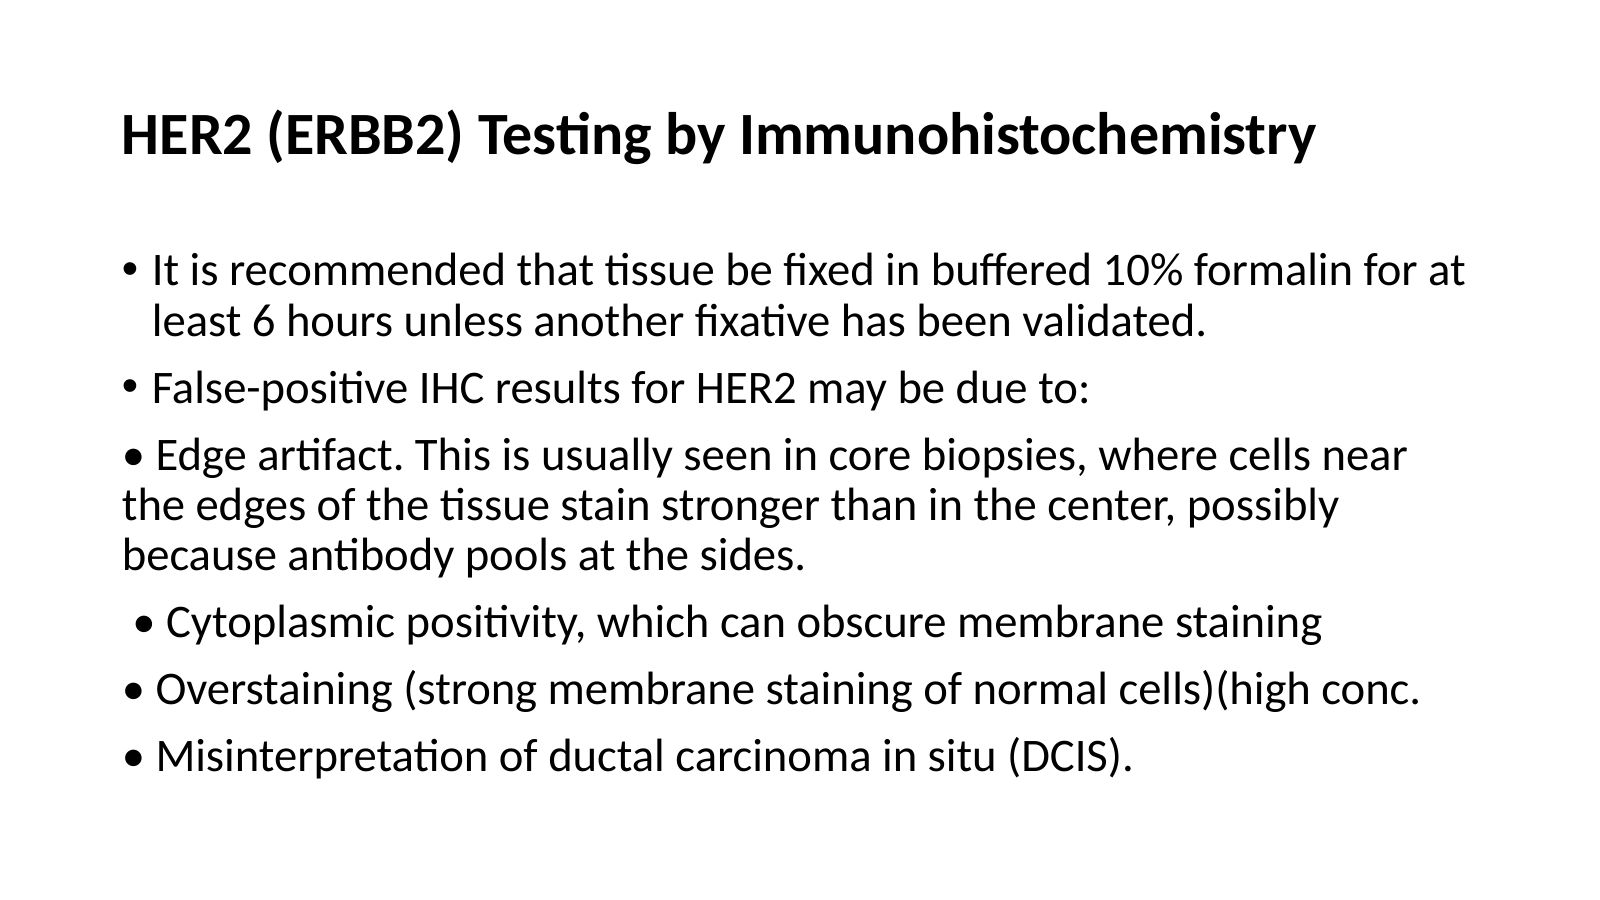 HER2 (ERBB2) Testing by Immunohistochemistry
• It is recommended that tissue be fixed in buffered 10% formalin for at
least 6 hours unless another fixative has been validated.
• False-positive IHC results for HER2 may be due to:
• Edge artifact. This is usually seen in core biopsies, where cells near
the edges of the tissue stain stronger than in the center, possibly
because antibody pools at the sides.
• Cytoplasmic positivity, which can obscure membrane staining
• Overstaining (strong membrane staining of normal cells)(high conc.
• Misinterpretation of ductal carcinoma in situ (DCIS).